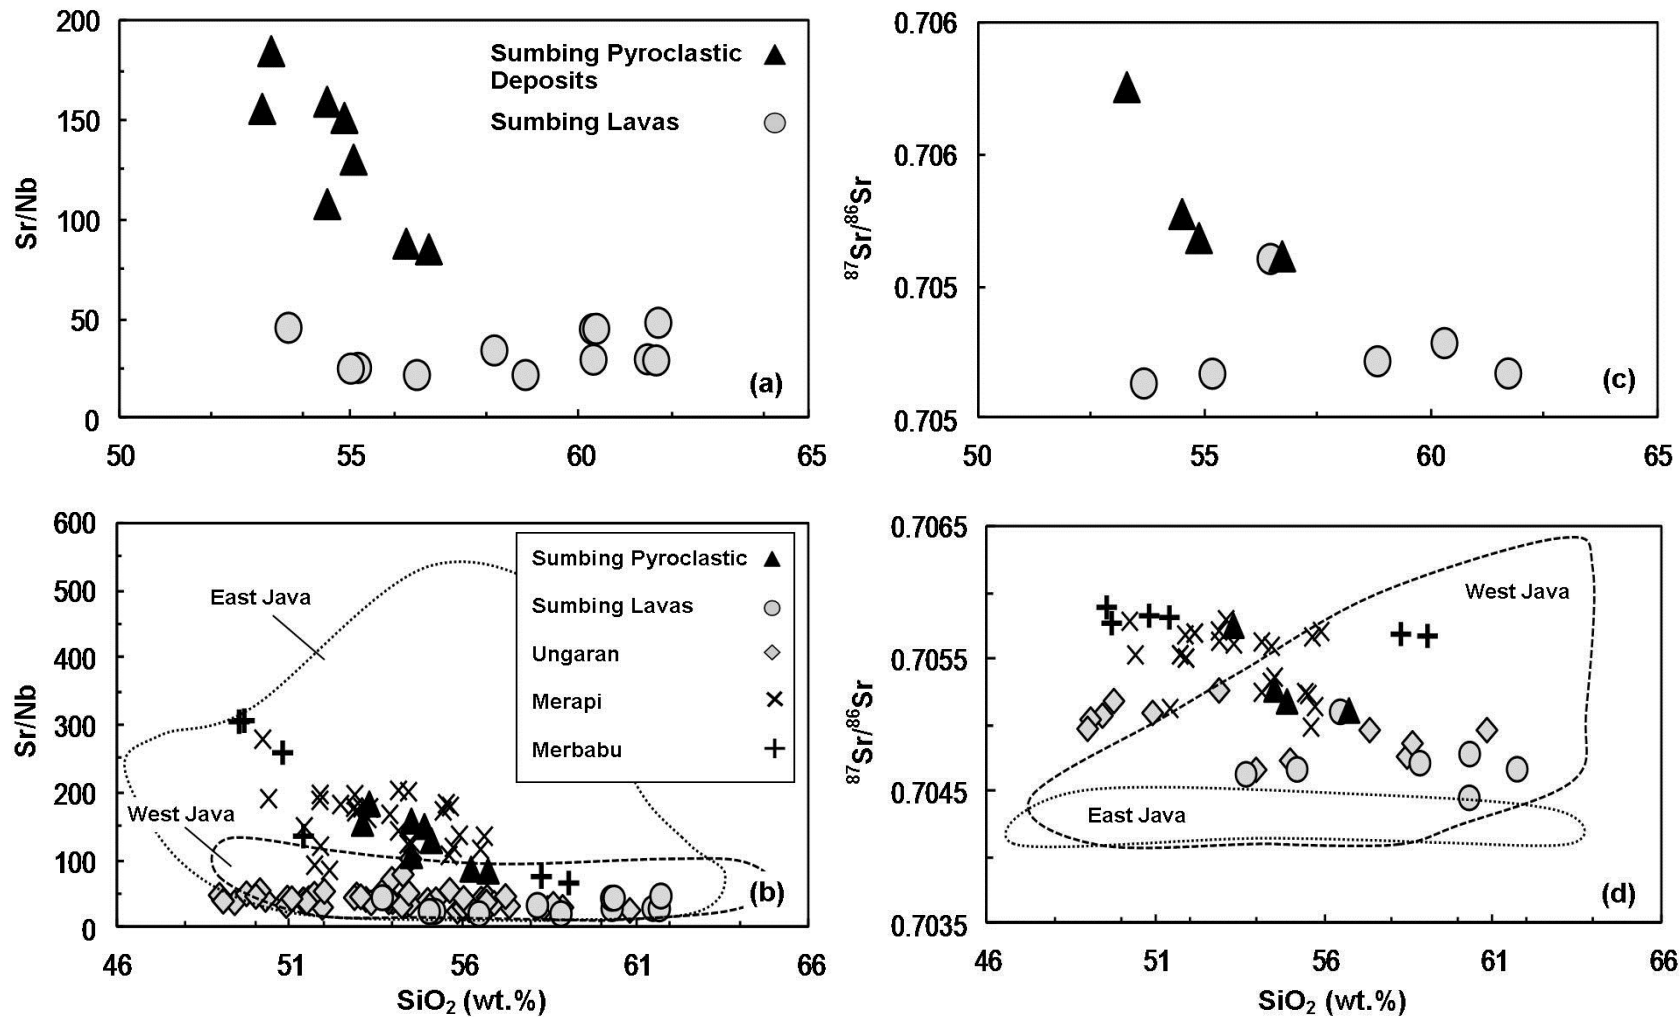 200
150
100
50
0
Sr/Nb
Sumbing Pyroclastic
Deposits
Sumbing Lavas
(a)
50
55
60
65
0.706
0.706
0.705
0.705
87Sr/86Sr
(c)
50
55
60
65
600
500
400
300
200
100
0
Sr/Nb
East Java
West Java
Sumbing Pyroclastic
Sumbing Lavas
Ungaran
Merapi
Merbabu
(b)
46
51
56
61
66
SiO2 (wt.%)
0.7065
0.7055
0.7045
0.7035
87Sr/86Sr
West Java
East Java
(d)
46
51
56
61
66
SiO2 (wt.%)